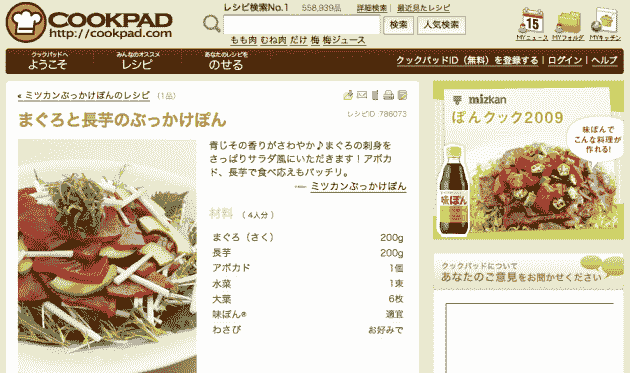 COOKPAD
http://cookpad.com
レシピ検索No.1 558,939品 詳細検索 | 最近見たレシピ
検索 人気検索
もも肉 むね肉 だけ 梅 梅ジュース
15
MYニュース MYフォルダ MYキッチン
クックパッドへ
ようこそ
みんなのオススメ
レシピ
あなたのレシピを
のせる
クックパッドID（無料）を登録する | ログイン | ヘルプ
« ミツカンぶっかけぽんのレシピ (1品)
まぐろと長芋のぶっかけぽん
レシピID 786073
青じその香りがさわやか♪まぐろの刺身を
さっぱりサラダ風にいただきます！アボカ
ド、長芋で食べ応えもバッチリ。
ミツカンぶっかけぽん
材料 （4人分）
まぐろ（さく） 200g
長芋 200g
アボカド 1個
水菜 1束
大葉 6枚
味ぽん® 適宜
わさび お好みで
mizkan
ぽんクック2009
味ぽんで
こんな料理が
作れる!
味ぽん
クックパッドについて
あなたのご意見をお聞かせください